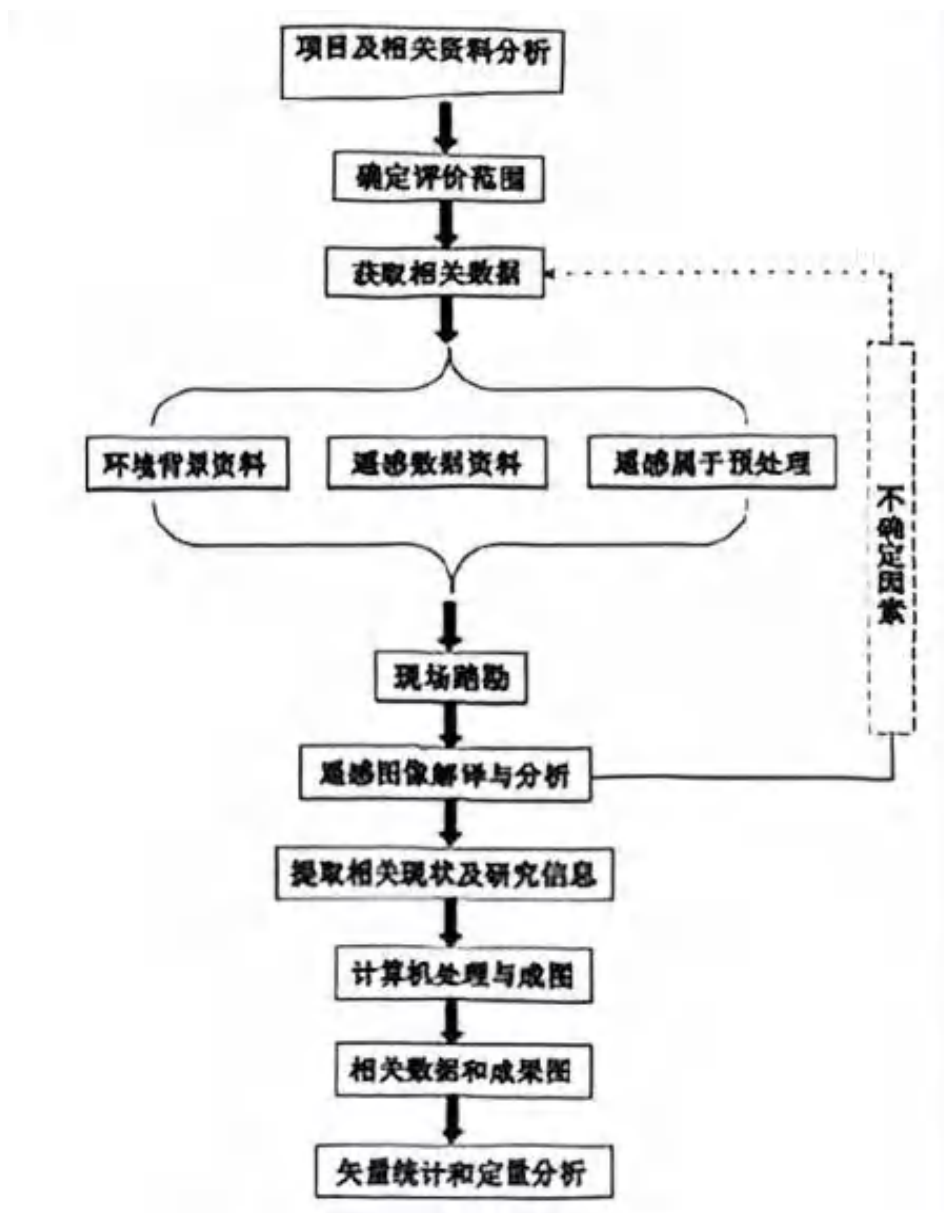 项目及相关资料分析
确定评价范围
获取相关数据
环境背景资料
遥感数据资料
遥感属于预处理
不确定因素
现场踏勘
遥感图像解译与分析
提取相关现状及研究信息
计算机处理与成图
相关数据和成果图
矢量统计和定量分析